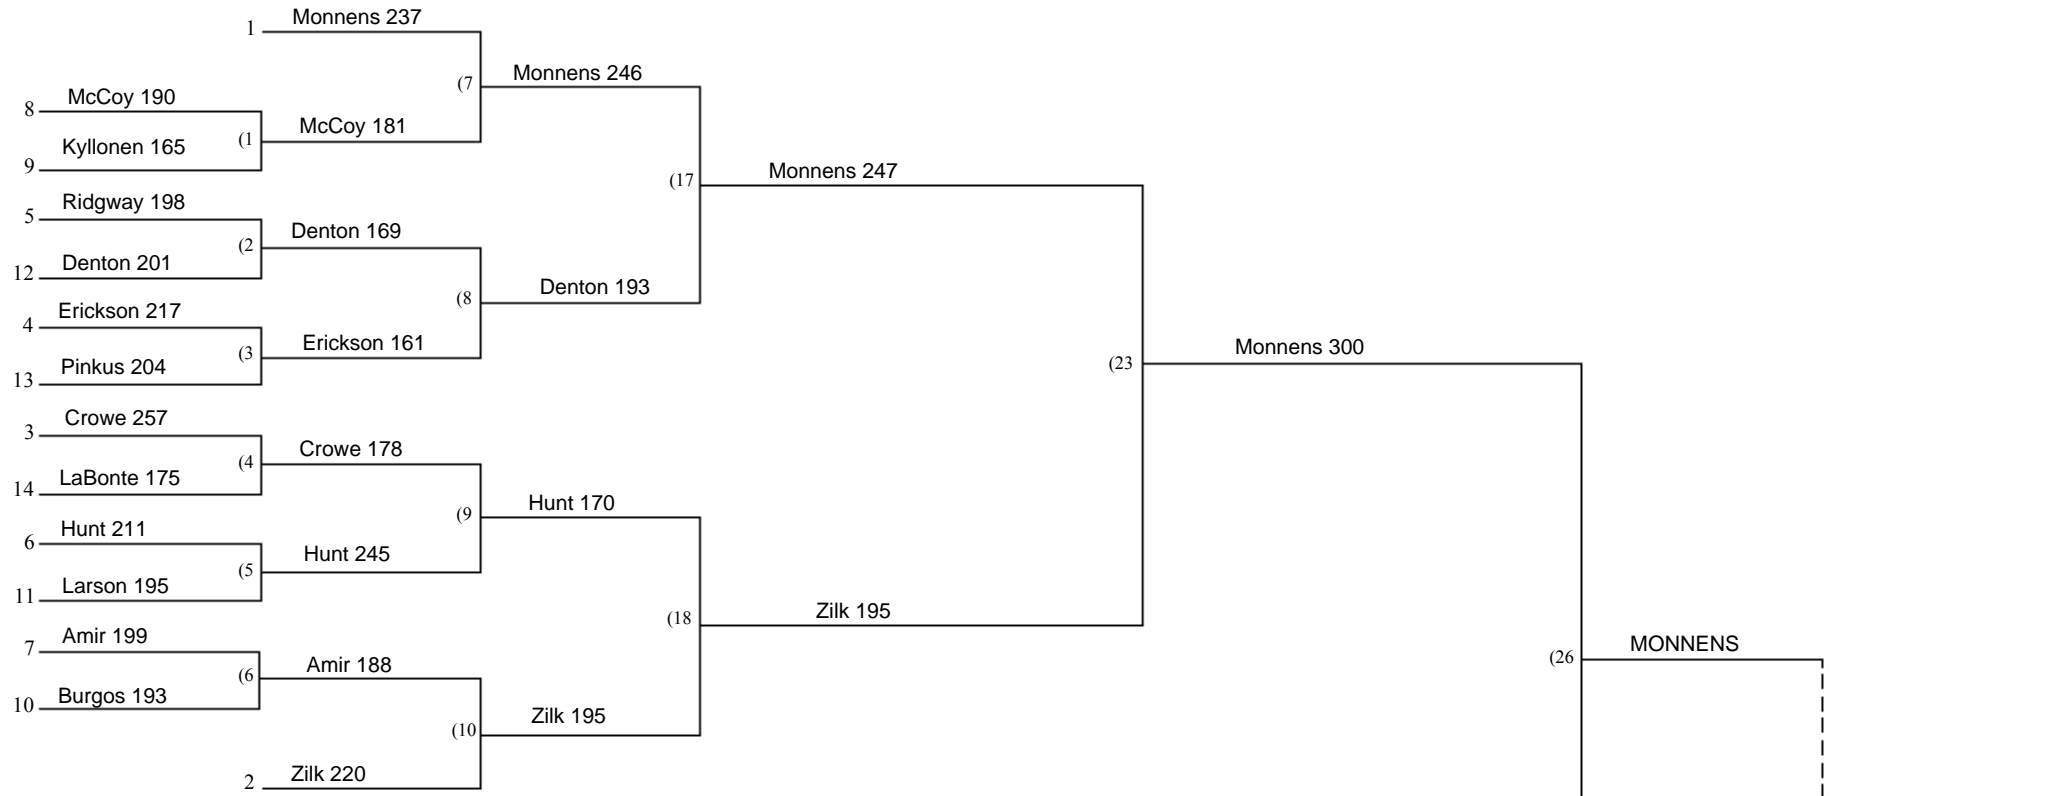 Monnens 237
1
Monnens 246
(7
McCoy 190
8
McCoy 181
(1
Kyllonen 165
9
Monnens 247
(17
Ridgway 198
5
Denton 169
(2
Denton 201
12
Denton 193
(8
Erickson 217
4
Erickson 161
(3
Pinkus 204
13
Monnens 300
(23
Crowe 257
3
Crowe 178
(4
LaBonte 175
14
Hunt 170
(9
Hunt 211
6
Hunt 245
(5
Larson 195
11
Zilk 195
(18
Amir 199
7
Amir 188
(6
Burgos 193
10
MONNENS
(26
Zilk 195
(10
Zilk 220
2